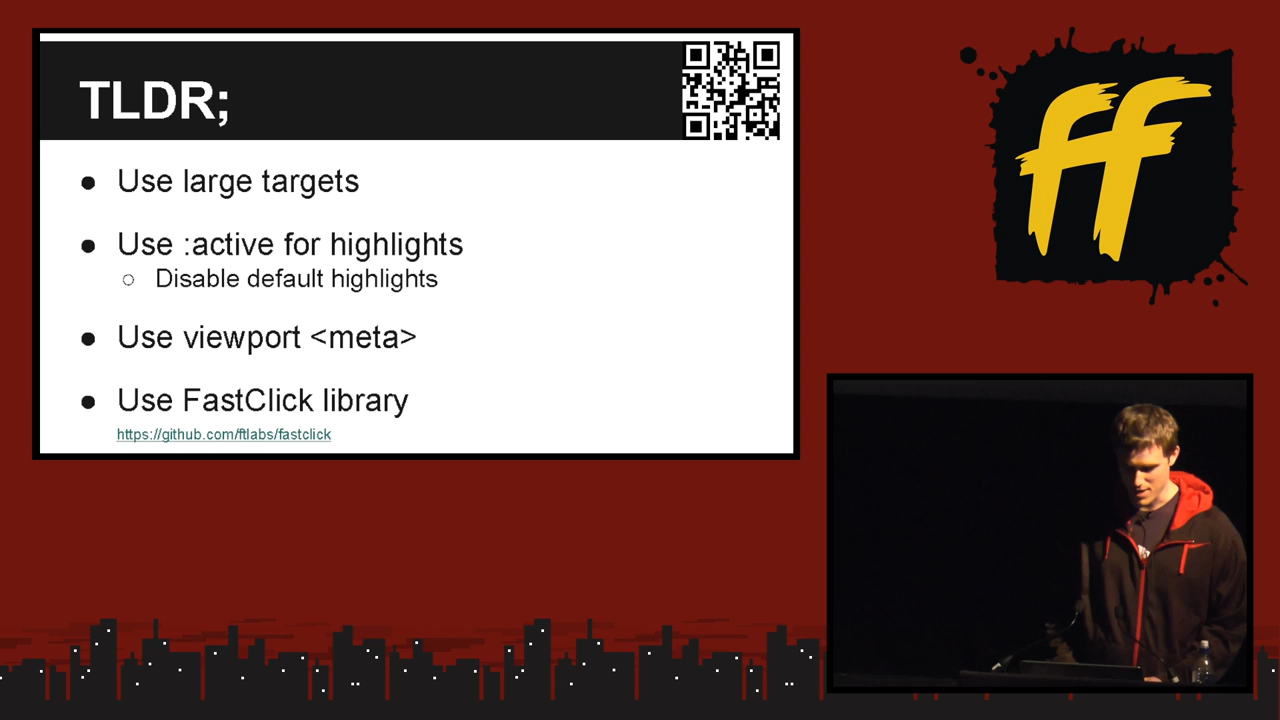 TLDR;
● Use large targets
● Use :active for highlights
○ Disable default highlights
● Use viewport <meta>
● Use FastClick library
https://github.com/ftlabs/fastclick
ff